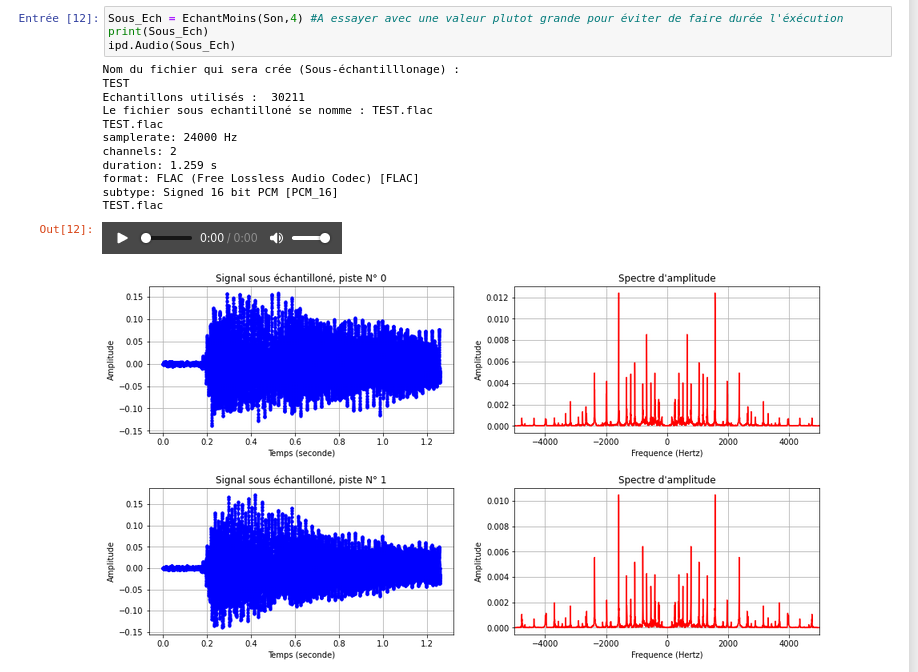 Entrée [12]: Sous_Ech = EchantMoins(Son,4) #A essayer avec une valeur plutot grande pour éviter de faire durée l'éxécution
print(Sous_Ech)
ipd.Audio(Sous_Ech)
Nom du fichier qui sera crée (Sous-échantilllonage) :
TEST
Echantillons utilisés :  30211
Le fichier sous echantilloné se nomme : TEST.flac
TEST.flac
samplerate: 24000 Hz
channels: 2
duration: 1.259 s
format: FLAC (Free Lossless Audio Codec) [FLAC]
subtype: Signed 16 bit PCM [PCM_16]
TEST.flac
Out[12]:
0:00 / 0:00
Signal sous échantilloné, piste N° 0
0.15
0.10
0.05
0.00
−0.05
−0.10
−0.15
Amplitude
0.0 0.2 0.4 0.6 0.8 1.0 1.2
Temps (seconde)
Spectre d'amplitude
0.012
0.010
0.008
0.006
0.004
0.002
0.000
Amplitude
−4000 −2000 0 2000 4000
Frequence (Hertz)
Signal sous échantilloné, piste N° 1
0.15
0.10
0.05
0.00
−0.05
−0.10
−0.15
Amplitude
0.0 0.2 0.4 0.6 0.8 1.0 1.2
Temps (seconde)
Spectre d'amplitude
0.010
0.008
0.006
0.004
0.002
0.000
Amplitude
−4000 −2000 0 2000 4000
Frequence (Hertz)